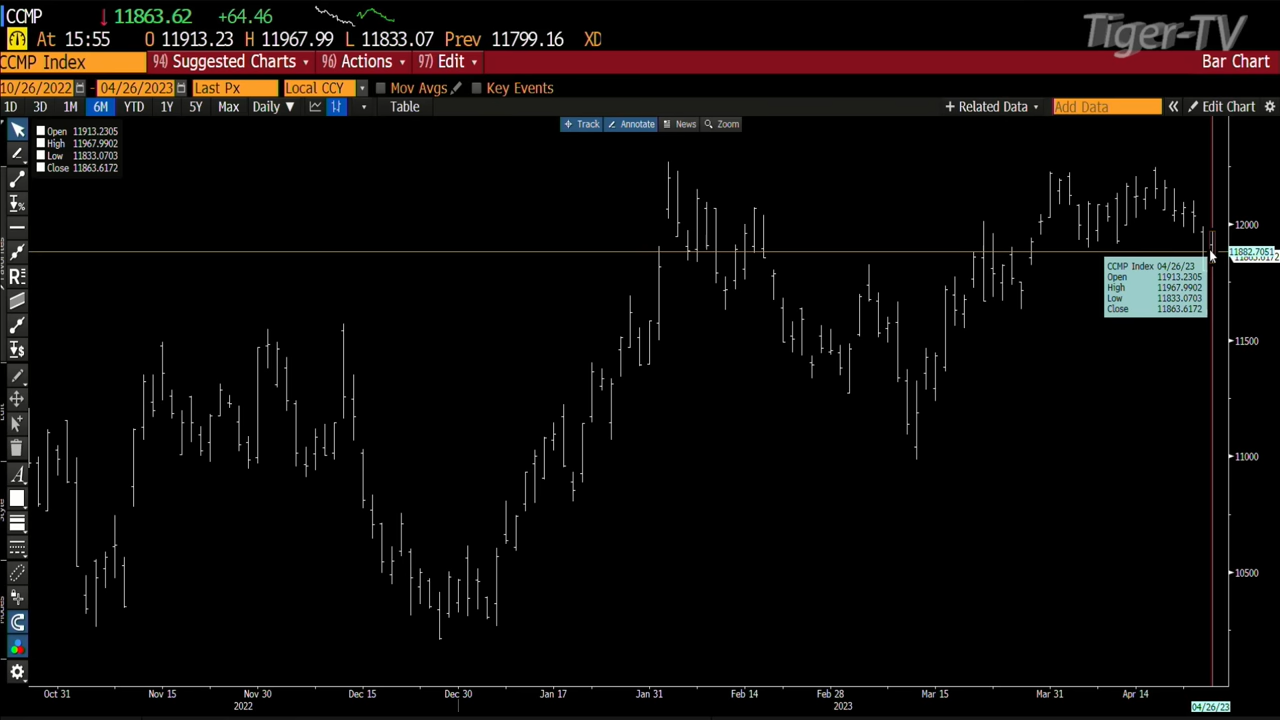 CCMP ↓ 11863.62 +64.46
At 15:55 O 11913.23 H 11967.99 L 11833.07 Prev 11799.16 XD
Tiger-TV
CCMP Index 94) Suggested Charts 96) Actions 97) Edit Bar Chart
10/26/2022 - 04/26/2023 Last Px Local CCY Mov Avgs Key Events
1D 3D 1M 6M YTD 1Y 5Y Max Daily ▼ Table + Related Data Add Data « Edit Chart
Track Annotate News Zoom
Open 11913.2305
High 11967.9902
Low 11833.0703
Close 11863.6172
12000
11882.7051
CCMP Index 04/26/23
Open 11913.2305
High 11967.9902
Low 11833.0703
Close 11863.6172
11500
11000
10500
Oct 31 Nov 15 Nov 30 Dec 15 Dec 30 Jan 17 Jan 31 Feb 14 Feb 28 Mar 15 Mar 31 Apr 14
2022 2023 04/26/23